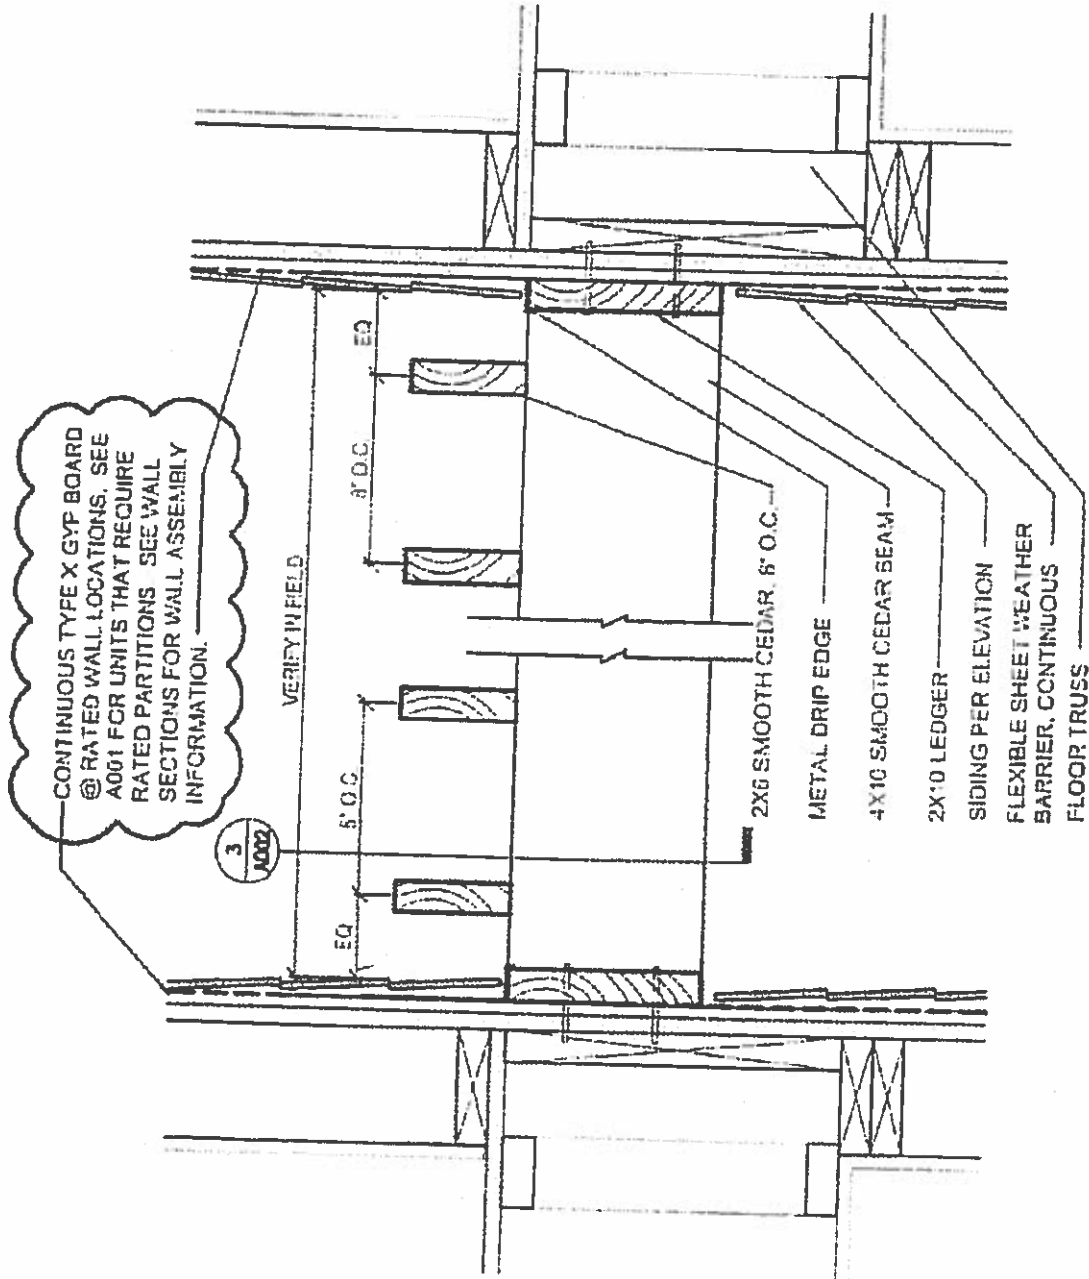 CONTINUOUS TYPE X GYP BOARD
@ RATED WALL LOCATIONS. SEE
A001 FOR UNITS THAT REQUIRE
RATED PARTITIONS. SEE WALL
SECTIONS FOR WALL ASSEMBLY
INFORMATION.
3
A002
VERIFY IN FIELD
EQ
O.C.
O.C.
EQ
2X6 SMOOTH CEDAR, 6" O.C.
METAL DRIP EDGE
4X10 SMOOTH CEDAR BEAM
2X10 LEDGER
SIDING PER ELEVATION
FLEXIBLE SHEET WEATHER
BARRIER, CONTINUOUS
FLOOR TRUSS